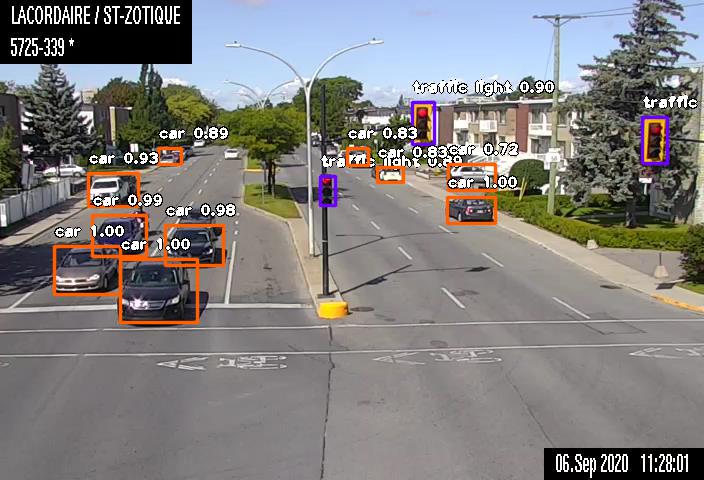 LACORDAIRE / ST-ZOTIQUE
5725-339 *
traffic light 0.90
traffic
car 0.89
car 0.83
car 0.83
car 0.72
car 0.93
car 1.00
car 0.99
car 0.98
car 1.00
car 1.00
06.Sep 2020 11:28:01